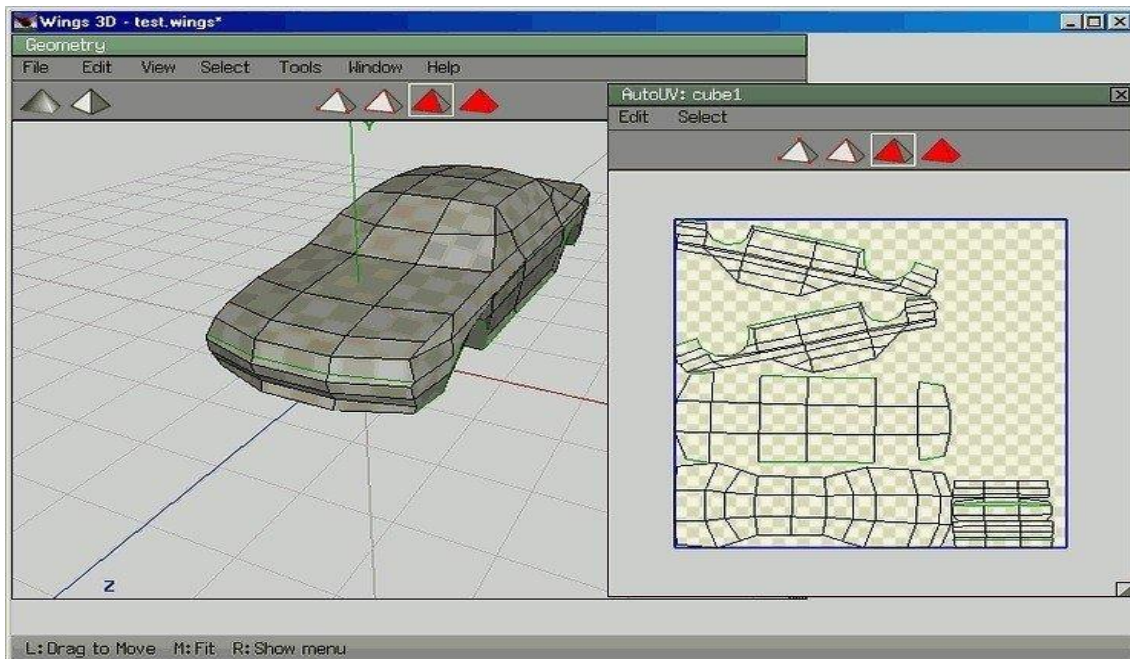 Wings 3D - test.wings*
Geometry
File Edit View Select Tools Window Help
AutoUV: cube1
Edit Select
Y
Z
L:Drag to Move M:Fit R:Show menu